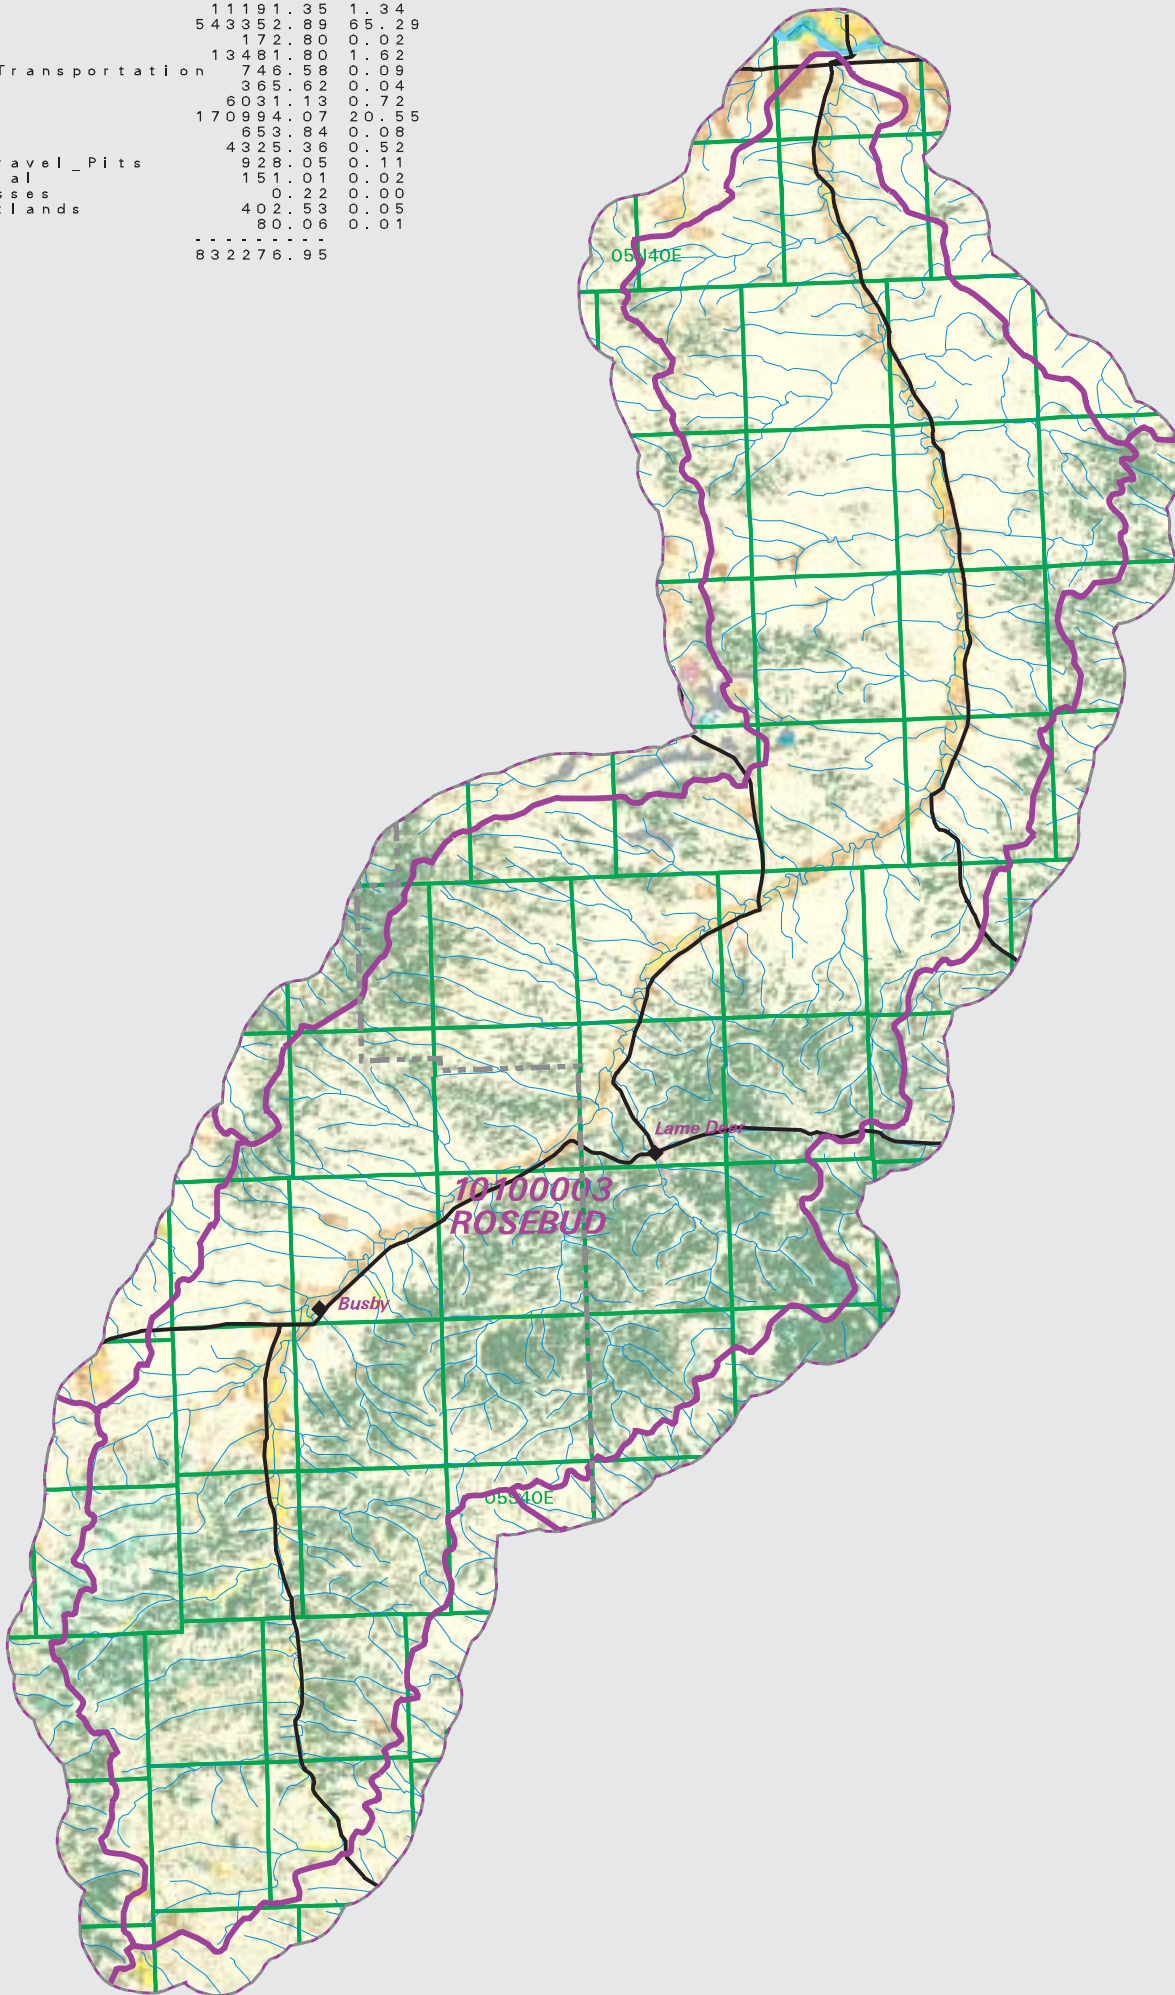 11191.35 1.34
543352.89 65.29
172.80 0.02
13481.80 1.62
Transportation 746.58 0.09
365.62 0.04
6031.13 0.72
170994.07 20.55
653.84 0.08
4325.36 0.52
avel_Pits 928.05 0.11
al 151.01 0.02
sses 0.22 0.00
tlands 402.53 0.05
80.06 0.01
---------
832276.95
05N40E
Lame Deer
10100003
ROSEBUD
Busby
05S40E